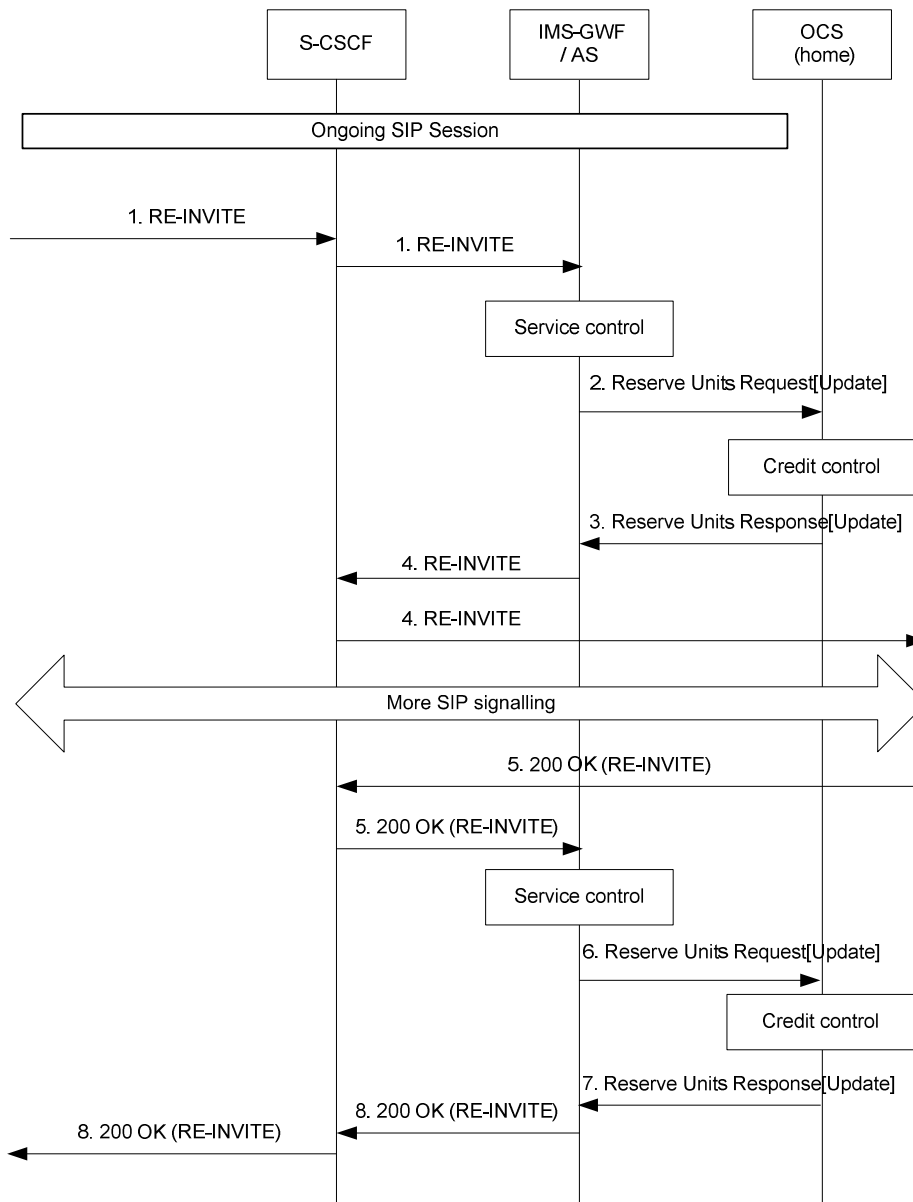 S-CSCF
IMS-GWF
/ AS
OCS
(home)
Ongoing SIP Session
1. RE-INVITE
1. RE-INVITE
Service control
2. Reserve Units Request[Update]
Credit control
3. Reserve Units Response[Update]
4. RE-INVITE
4. RE-INVITE
More SIP signalling
5. 200 OK (RE-INVITE)
5. 200 OK (RE-INVITE)
Service control
6. Reserve Units Request[Update]
Credit control
7. Reserve Units Response[Update]
8. 200 OK (RE-INVITE)
8. 200 OK (RE-INVITE)